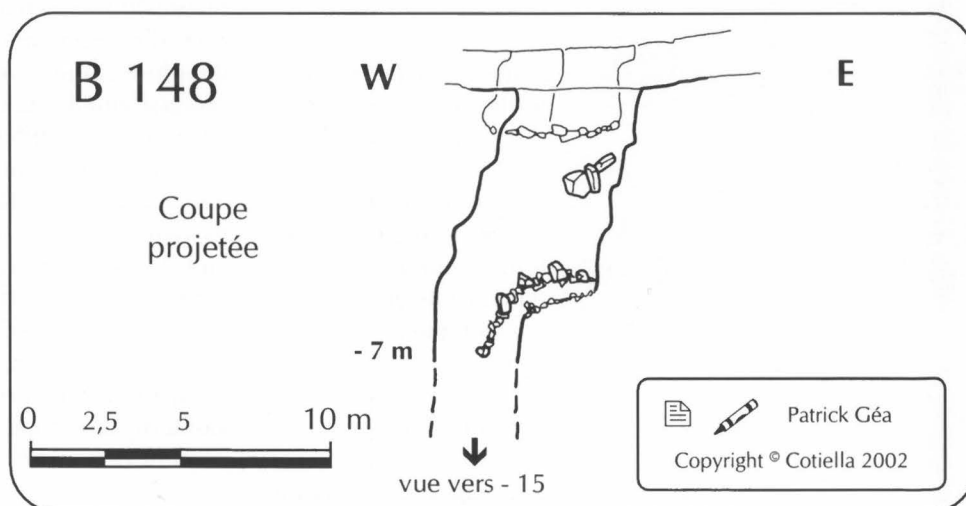 B 148
W
E
Coupe
projetée
- 7 m
0 2,5 5 10 m
vue vers - 15
Patrick Géa
Copyright © Cotiella 2002